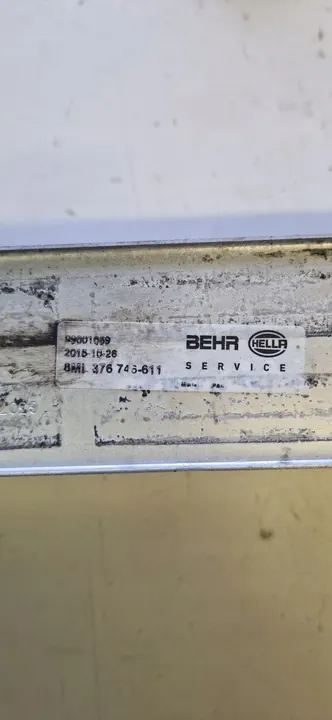 99001059
2015-10-26
8ML 376 746-611
BEHR HELLA
SERVICE